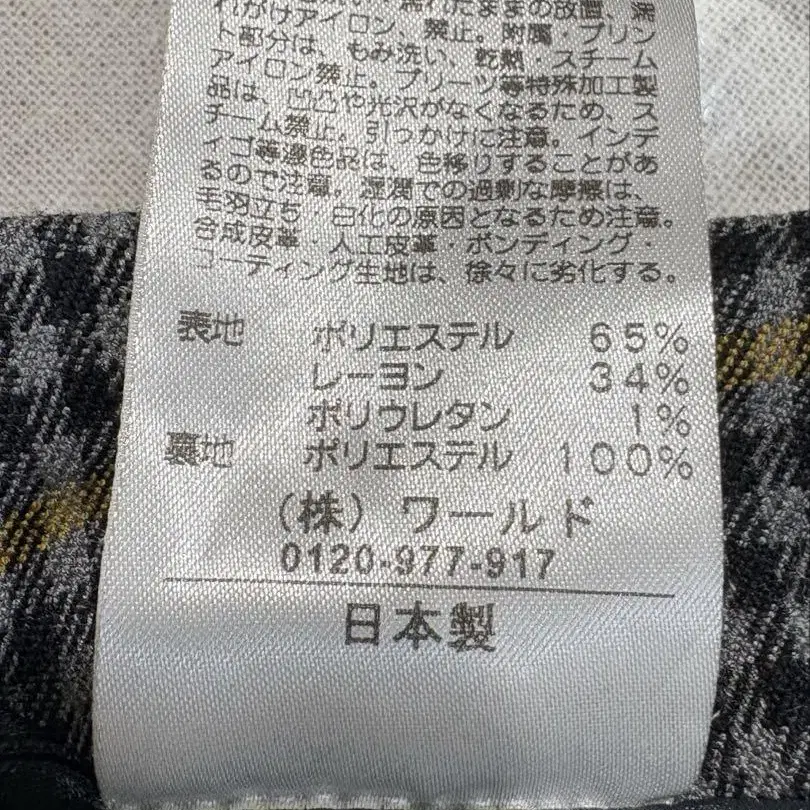 たままの放置、濡
れがけアイロン、禁止。附属・プリン
ト部分は、もみ洗い、乾熱・スチーム
アイロン禁止。プリーツ等特殊加工製
品は、凹凸や光沢がなくなるため、ス
チーム禁止。引っかけに注意。インデ
ィゴ等濃色品は、色移りすることがあ
るので注意。湿潤での過剰な摩擦は、
毛羽立ち・白化の原因となるため注意。
合成皮革・人工皮革・ボンディング・
コーティング生地は、徐々に劣化する。
表地 ポリエステル 65%
レーヨン 34%
ポリウレタン 1%
裏地 ポリエステル 100%
(株) ワールド
0120-977-917
日本製